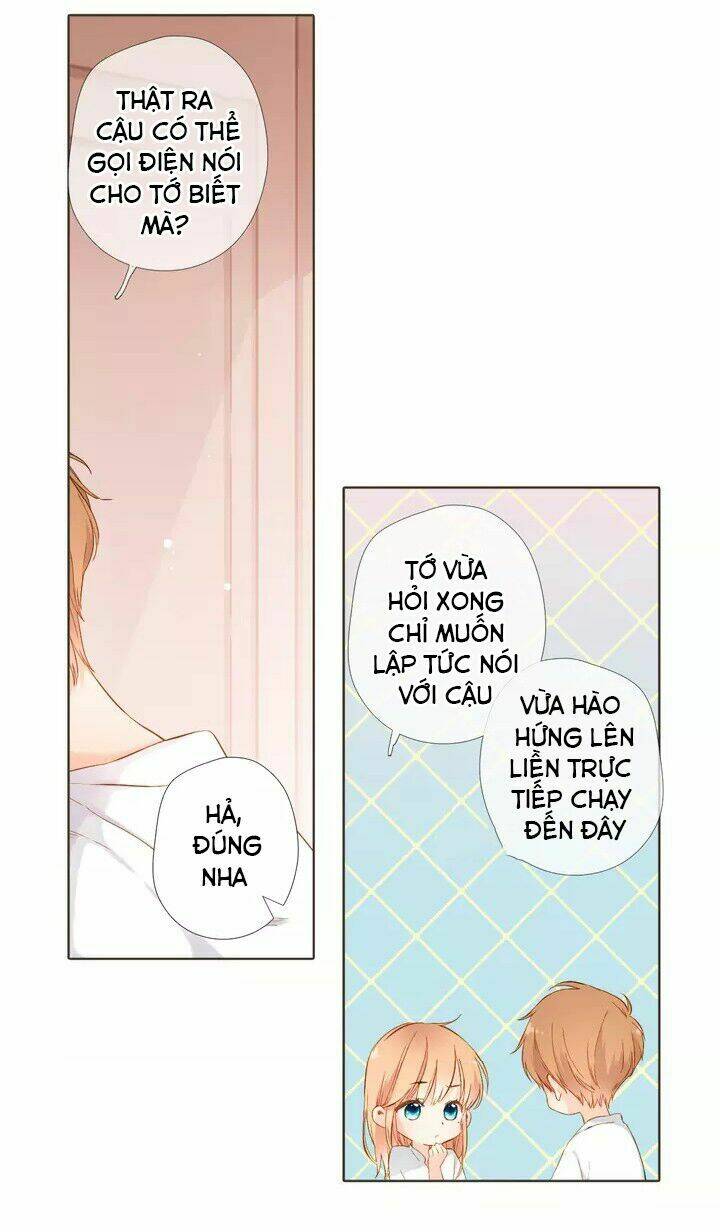 THẬT RA
CẬU CÓ THỂ
GỌI ĐIỆN NÓI
CHO TỚ BIẾT
MÀ?
HẢ,
ĐÚNG
NHA
TỚ VỪA
HỎI XONG
CHỈ MUỐN
LẬP TỨC NÓI
VỚI CẬU
VỪA HÀO
HỨNG LÊN
LIỀN TRỰC
TIẾP CHẠY
ĐẾN ĐÂY